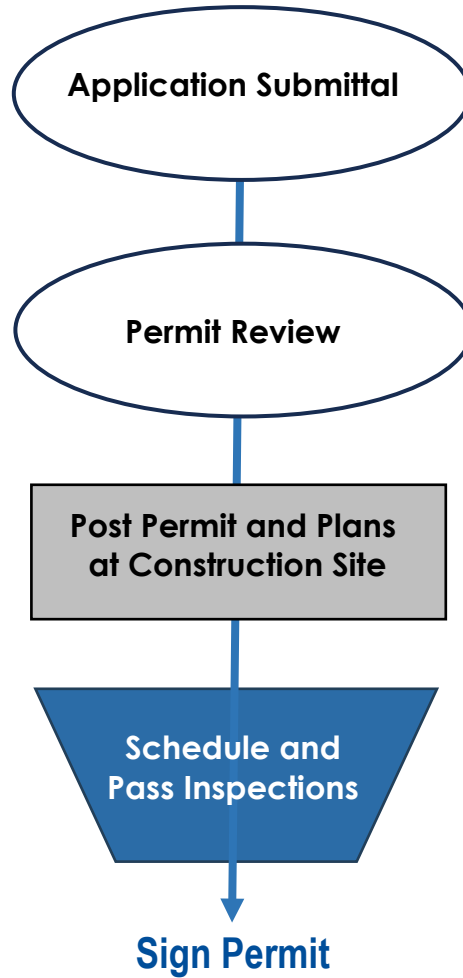 Application Submittal
Permit Review
Post Permit and Plans
at Construction Site
Schedule and
Pass Inspections
Sign Permit